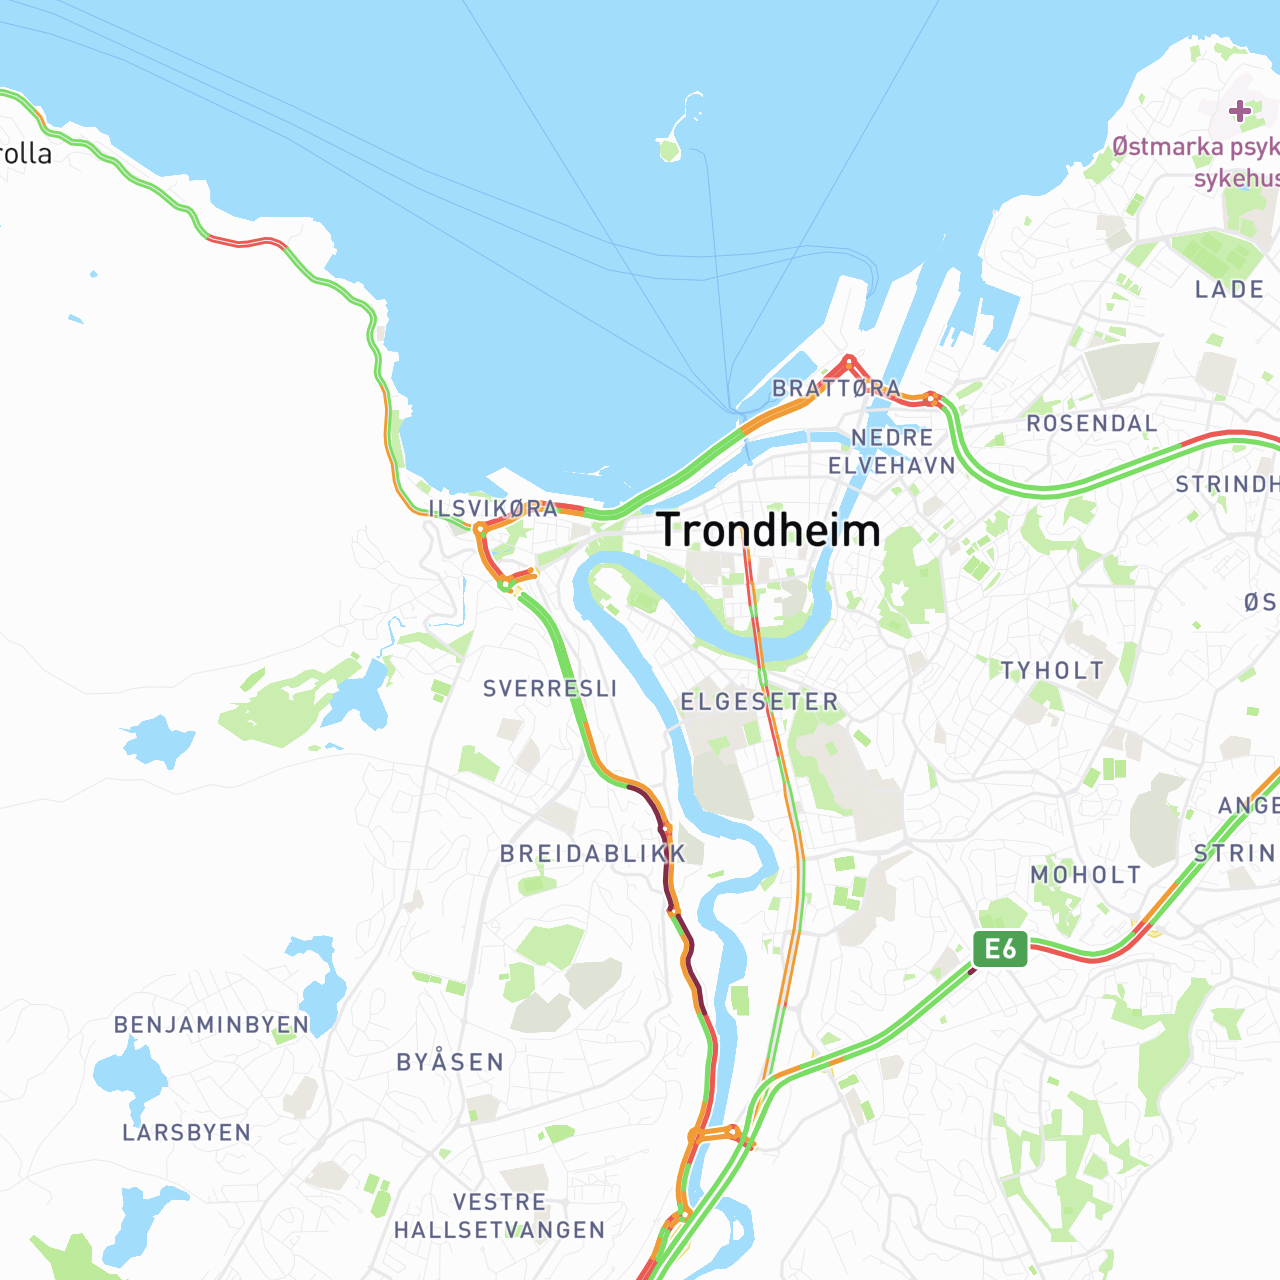 rolla
Østmarka psyk
sykehus
LADE
BRATTØRA
ROSENDAL
NEDRE
ELVEHAVN
STRINDH
ILSVIKØRA
Trondheim
ØS
TYHOLT
SVERRESLI
ELGESETER
ANGE
STRIN
BREIDABLIKK
MOHOLT
E6
BENJAMINBYEN
BYÅSEN
LARSBYEN
VESTRE
HALLSETVANGEN